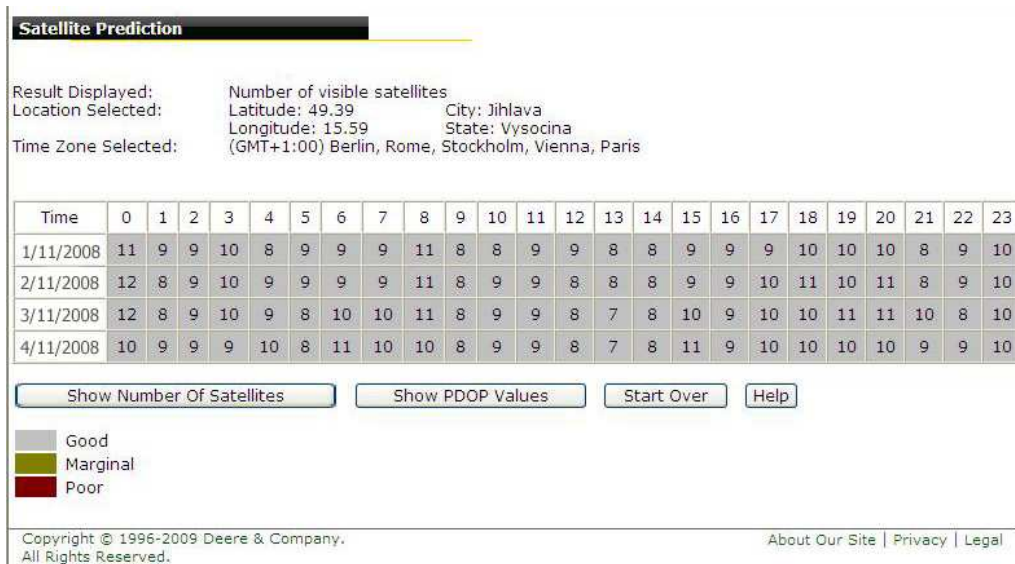 Satellite Prediction
Result Displayed: Number of visible satellites
Location Selected: Latitude: 49.39 City: Jihlava
Longitude: 15.59 State: Vysocina
Time Zone Selected: (GMT+1:00) Berlin, Rome, Stockholm, Vienna, Paris
Time 0 1 2 3 4 5 6 7 8 9 10 11 12 13 14 15 16 17 18 19 20 21 22 23
1/11/2008 11 9 9 10 8 9 9 9 11 8 8 9 9 8 8 9 9 9 10 10 10 8 9 10
2/11/2008 12 8 9 10 9 9 9 9 11 8 9 9 8 8 8 9 9 10 11 10 11 8 9 10
3/11/2008 12 8 9 10 9 8 10 10 11 8 9 9 8 7 8 10 9 10 10 11 11 10 8 10
4/11/2008 10 9 9 9 10 8 11 10 10 8 9 9 8 7 8 11 9 10 10 10 10 9 9 10
Show Number Of Satellites Show PDOP Values Start Over Help
Good
Marginal
Poor
Copyright © 1996-2009 Deere & Company. About Our Site | Privacy | Legal
All Rights Reserved.